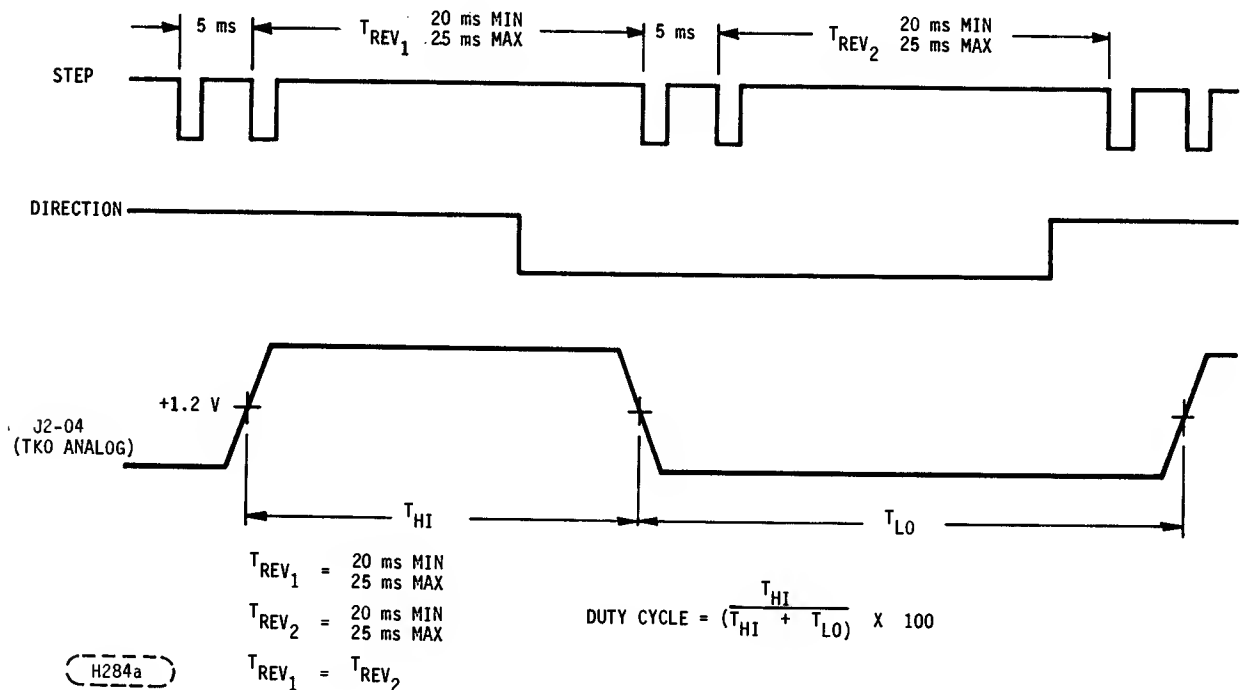 5 ms
T_REV1 20 ms MIN
25 ms MAX
5 ms
T_REV2 20 ms MIN
25 ms MAX
STEP
DIRECTION
+1.2 V
J2-04
(TKO ANALOG)
T_HI
T_LO
T_REV1 = 20 ms MIN
25 ms MAX
T_REV2 = 20 ms MIN
25 ms MAX
T_REV1 = T_REV2
DUTY CYCLE = T_HI / (T_HI + T_LO) X 100
H284a